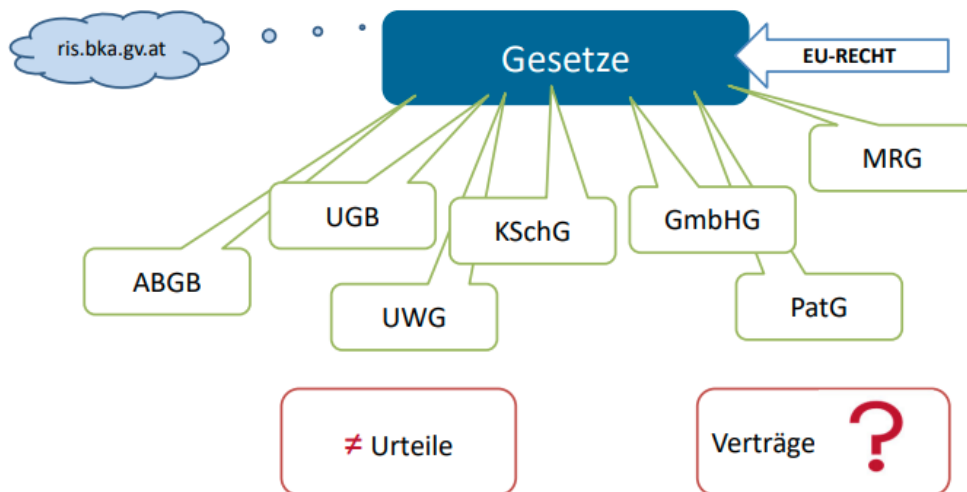 ris.bka.gv.at
Gesetze
EU-RECHT
MRG
UGB
KSchG
GmbHG
ABGB
UWG
PatG
≠ Urteile
Verträge ?